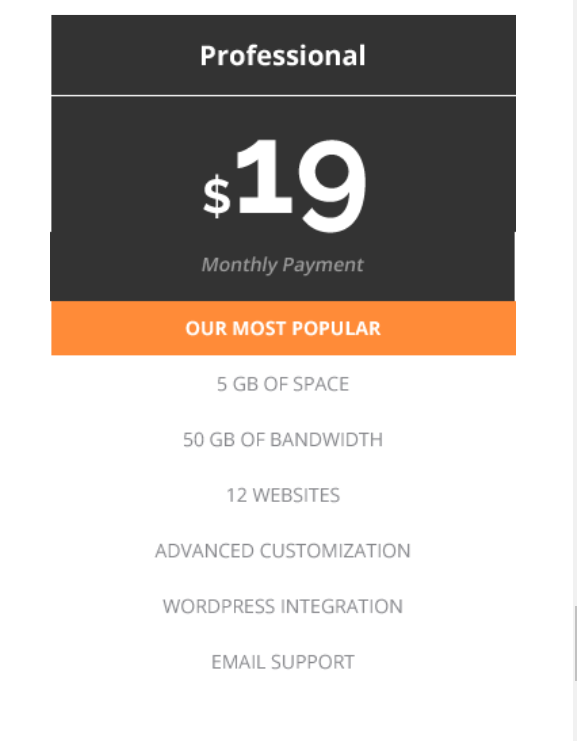 Professional
$19
Monthly Payment
OUR MOST POPULAR
5 GB OF SPACE
50 GB OF BANDWIDTH
12 WEBSITES
ADVANCED CUSTOMIZATION
WORDPRESS INTEGRATION
EMAIL SUPPORT